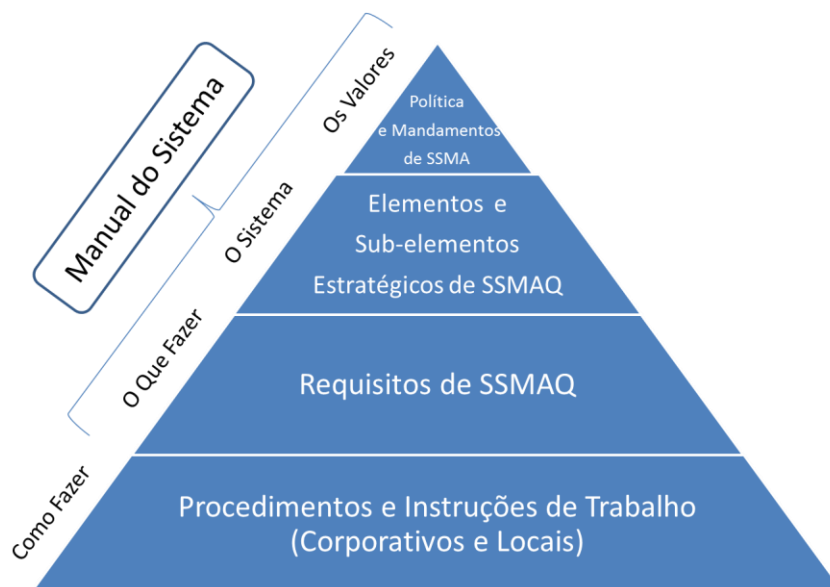 Manual do Sistema
Os Valores
O Sistema
O Que Fazer
Como Fazer
Política
e Mandamentos
de SSMA
Elementos e
Sub-elementos
Estratégicos de SSMAQ
Requisitos de SSMAQ
Procedimentos e Instruções de Trabalho
(Corporativos e Locais)